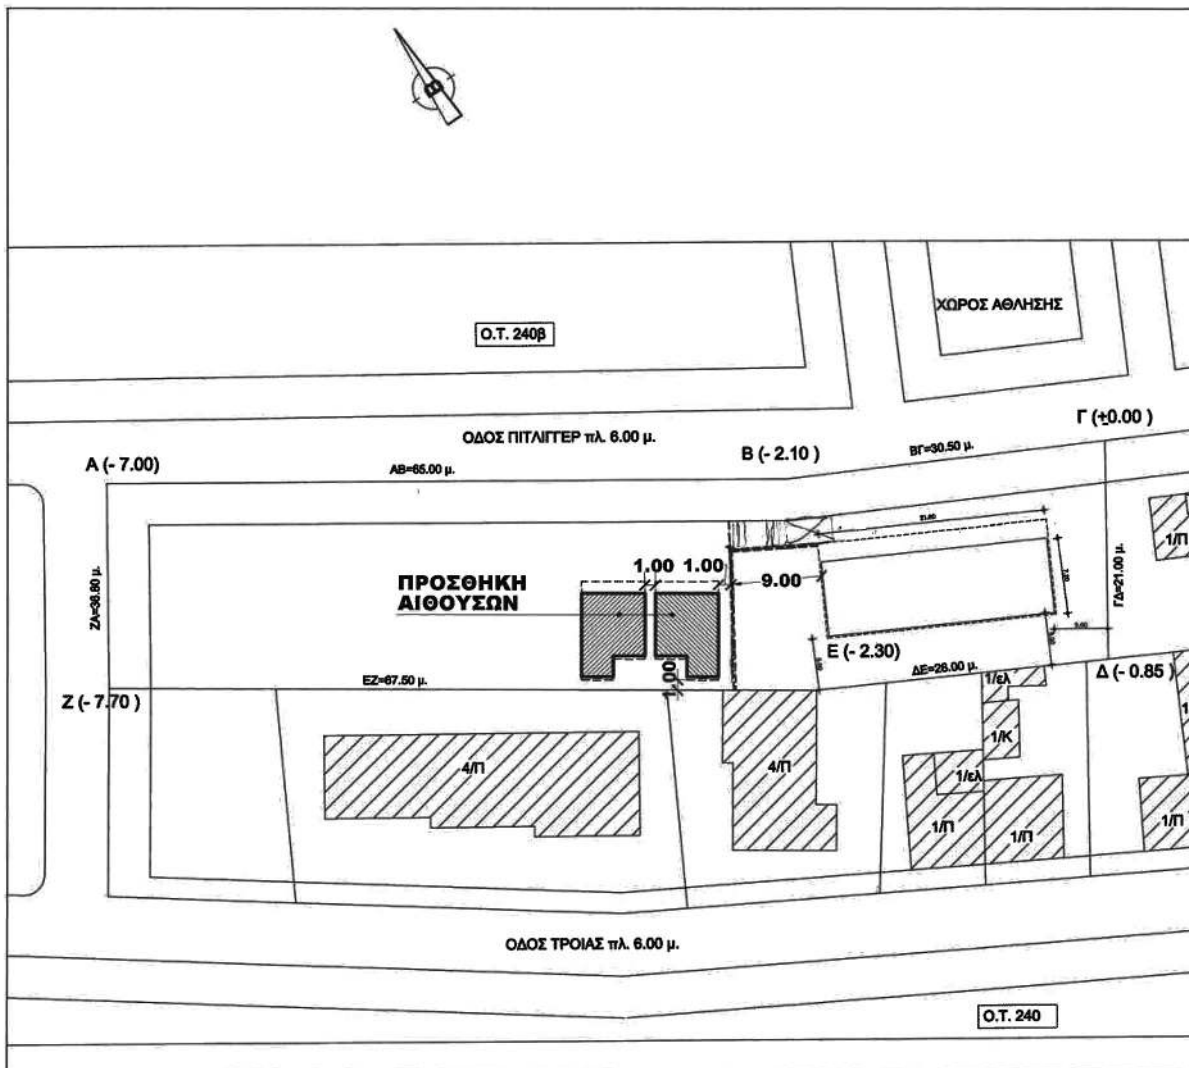 ΧΩΡΟΣ ΑΘΛΗΣΗΣ
Ο.Τ. 240β
Γ (±0.00 )
ΟΔΟΣ ΠΙΤΛΙΓΓΕΡ πλ. 6.00 μ.
Β (- 2.10 )
ΒΓ=30.50 μ.
Α (- 7.00)
ΑΒ=65.00 μ.
1/Π
1.00 1.00
9.00
ΠΡΟΣΘΗΚΗ
ΑΙΘΟΥΣΩΝ
ΖΑ=36.80 μ.
ΓΔ=21.00 μ.
Ε (- 2.30)
ΔΕ=26.00 μ.
Δ (- 0.85 )
ΕΖ=67.50 μ.
1.00
1/ελ
Ζ (- 7.70 )
1/Κ
4/Π
4/Π
1/ελ
1/Π
1/Π
1/Π
ΟΔΟΣ ΤΡΟΙΑΣ πλ. 6.00 μ.
Ο.Τ. 240